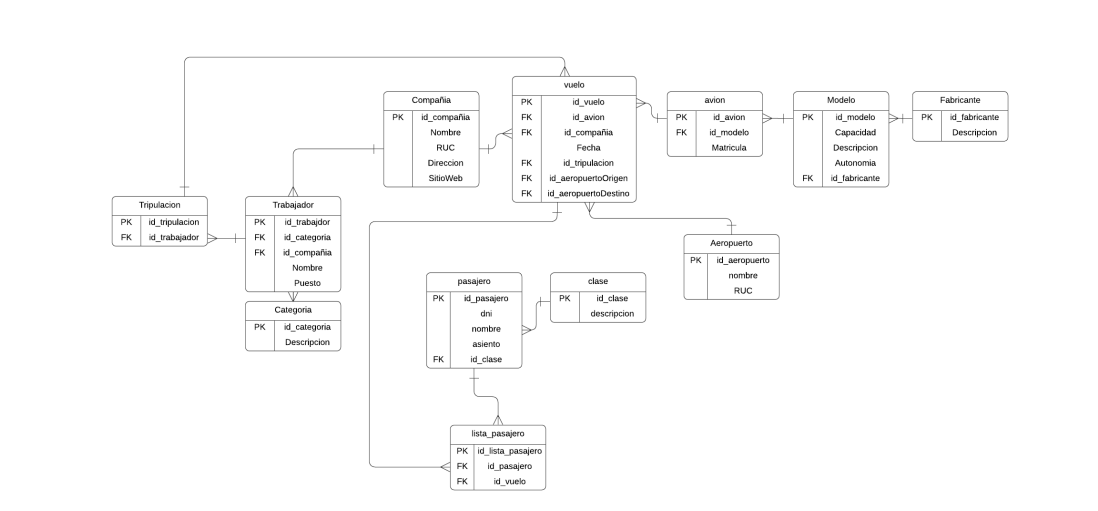 vuelo
PK id_vuelo
FK id_avion
FK id_compañia
Fecha
FK id_tripulacion
FK id_aeropuertoOrigen
FK id_aeropuertoDestino
Compañia
PK id_compañia
Nombre
RUC
Direccion
SitioWeb
avion
PK id_avion
FK id_modelo
Matricula
Modelo
PK id_modelo
Capacidad
Descripcion
Autonomia
FK id_fabricante
Fabricante
PK id_fabricante
Descripcion
Tripulacion
PK id_tripulacion
FK id_trabajador
Trabajador
PK id_trabajdor
FK id_categoria
FK id_compañia
Nombre
Puesto
Categoria
PK id_categoria
Descripcion
Aeropuerto
PK id_aeropuerto
nombre
RUC
pasajero
PK id_pasajero
dni
nombre
asiento
FK id_clase
clase
PK id_clase
descripcion
lista_pasajero
PK id_lista_pasajero
FK id_pasajero
FK id_vuelo